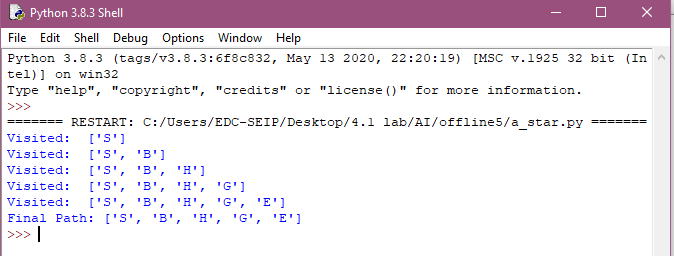 Python 3.8.3 Shell
File Edit Shell Debug Options Window Help
Python 3.8.3 (tags/v3.8.3:6f8c832, May 13 2020, 22:20:19) [MSC v.1925 32 bit (In
tel)] on win32
Type "help", "copyright", "credits" or "license()" for more information.
>>>
======= RESTART: C:/Users/EDC-SEIP/Desktop/4.1 lab/AI/offline5/a_star.py =======
Visited:  ['S']
Visited:  ['S', 'B']
Visited:  ['S', 'B', 'H']
Visited:  ['S', 'B', 'H', 'G']
Visited:  ['S', 'B', 'H', 'G', 'E']
Final Path: ['S', 'B', 'H', 'G', 'E']
>>>